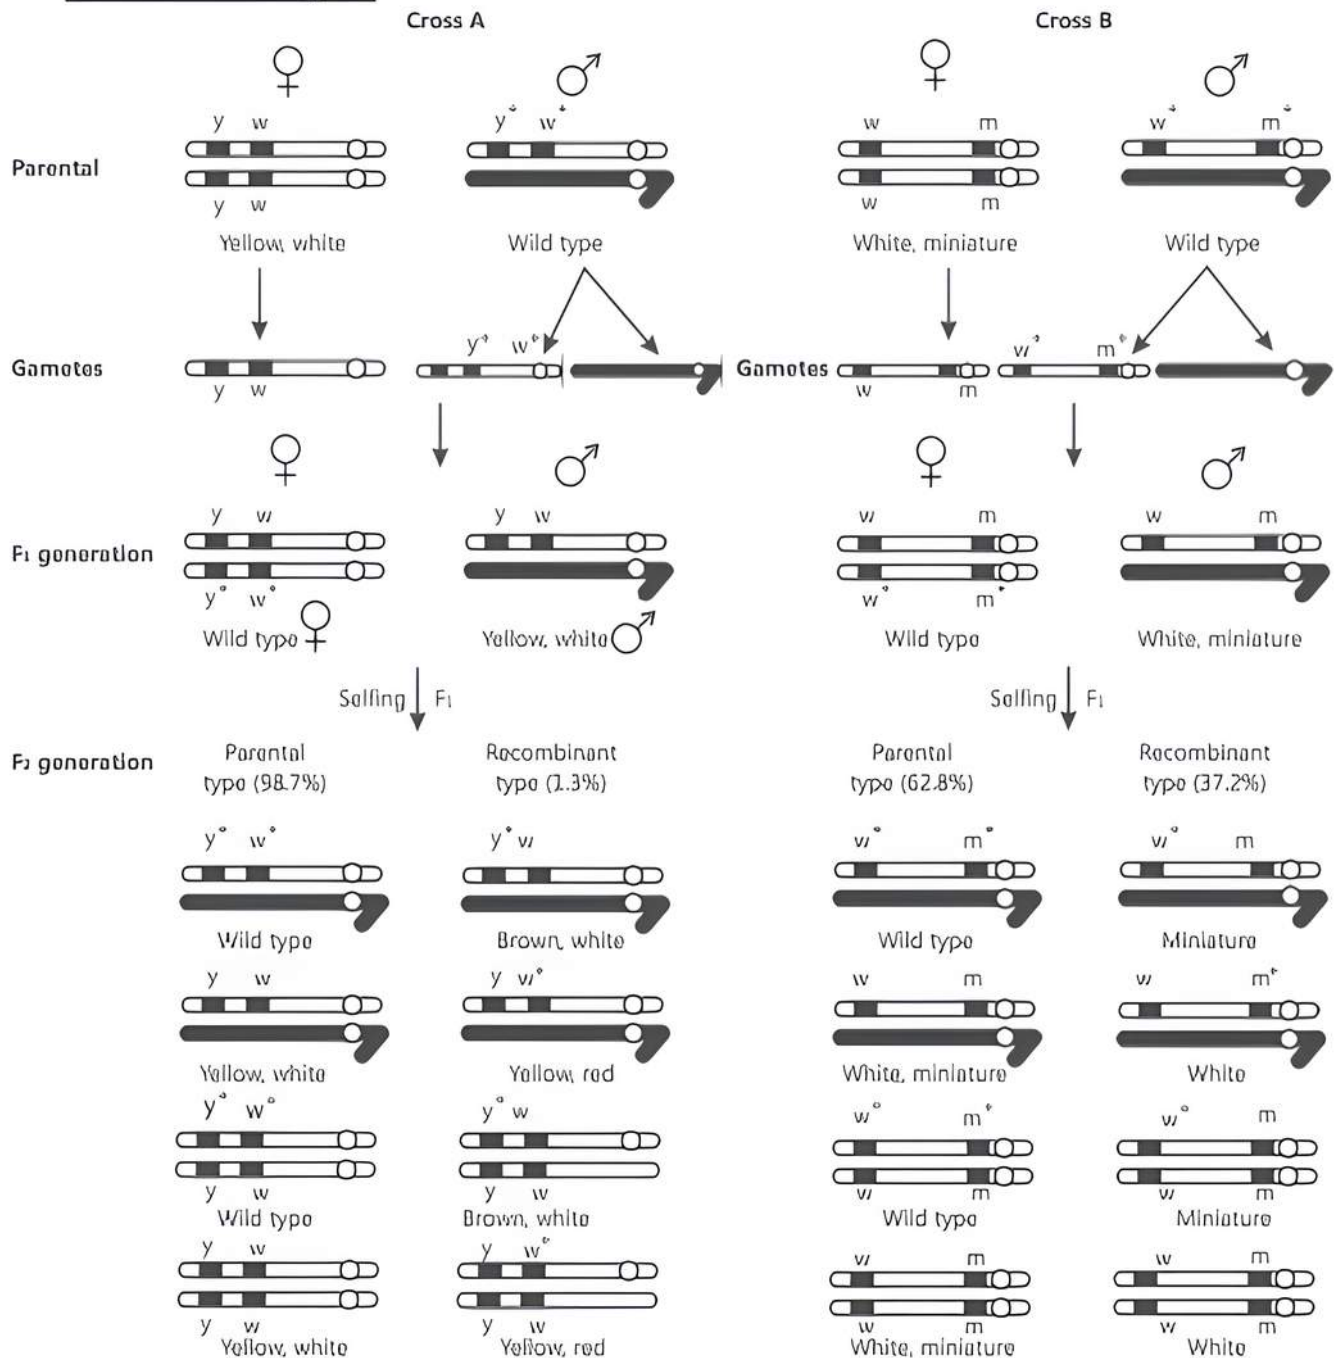 Cross A Cross B
y w y+ w+ w m w+ m+
Parental
y w w m
Yellow, white Wild type White, miniature Wild type
y+ w+ w+ m+
Gametes Gametes
y w w m
y w y w w m w m
F1 generation
y+ w+ w+ m+
Wild type Yellow, white Wild type White, miniature
Selfing F1 Selfing F1
F2 generation Parental Recombinant Parental Recombinant
type (98.7%) type (1.3%) type (62.8%) type (37.2%)
y+ w+ y+ w w+ m+ w+ m
Wild type Brown, white Wild type Miniature
y w y w+ w m w m+
Yellow, white Yellow, red White, miniature White
y+ w+ y+ w w+ m+ w+ m
y w y w w m w m
Wild type Brown, white Wild type Miniature
y w y w+ w m w m
y w w m w m
Yellow, white Yellow, red White, miniature White